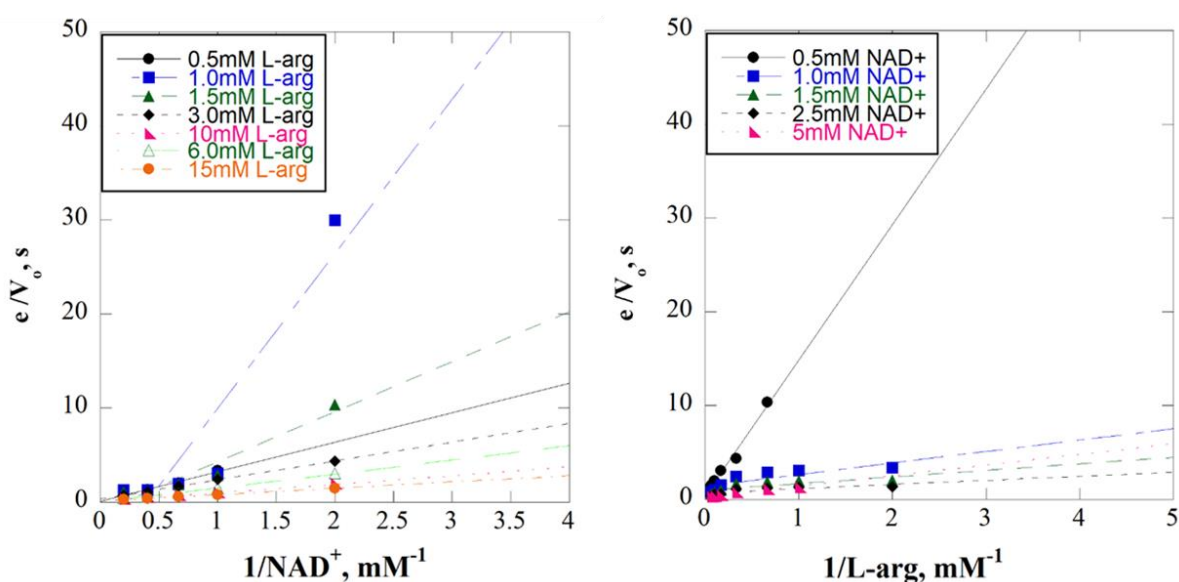 50
40
30
20
10
0
e /V₀, s
0.5mM L-arg
1.0mM L-arg
1.5mM L-arg
3.0mM L-arg
10mM L-arg
6.0mM L-arg
15mM L-arg
0 0.5 1 1.5 2 2.5 3 3.5 4
1/NAD⁺, mM⁻¹
50
40
30
20
10
0
e /V₀, s
0.5mM NAD+
1.0mM NAD+
1.5mM NAD+
2.5mM NAD+
5mM NAD+
0 1 2 3 4 5
1/L-arg, mM⁻¹